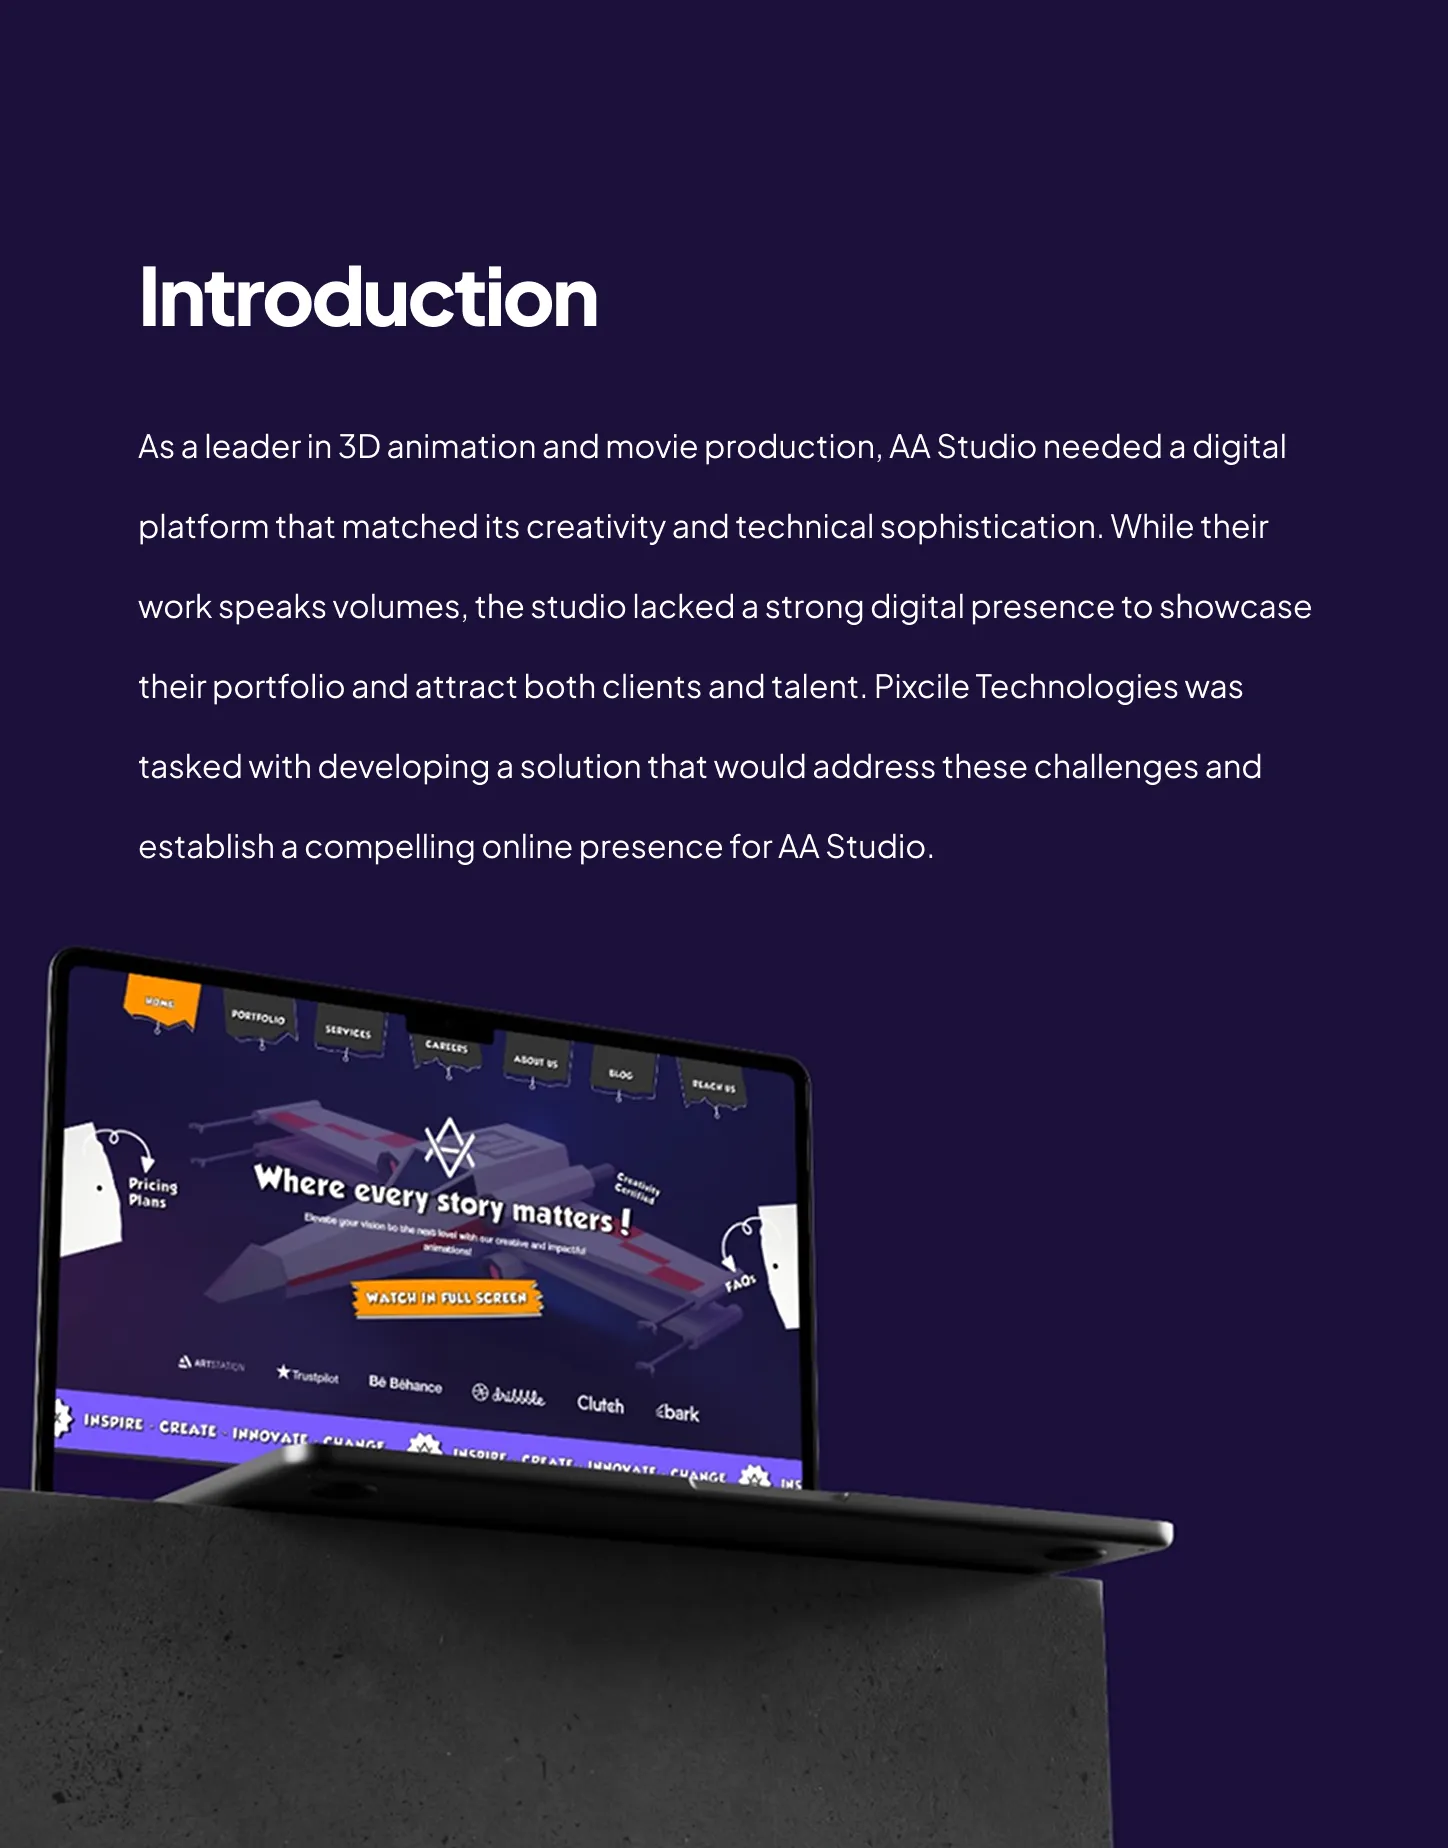 Introduction
As a leader in 3D animation and movie production, AA Studio needed a digital
platform that matched its creativity and technical sophistication. While their
work speaks volumes, the studio lacked a strong digital presence to showcase
their portfolio and attract both clients and talent. Pixcile Technologies was
tasked with developing a solution that would address these challenges and
establish a compelling online presence for AA Studio.
HOME
PORTFOLIO
SERVICES
CAREERS
ABOUT US
BLOG
REACH US
Pricing
Plans
Creativity
Certified
Where every story matters!
Elevate your vision to the next level with our creative and impactful
animations!
FAQs
WATCH IN FULL SCREEN
ARTSTATION
Trustpilot
Bē Bēhance
dribbble
Clutch
bark
INSPIRE - CREATE - INNOVATE - CHANGE
INSPIRE - CREATE - INNOVATE - CHANGE
INS